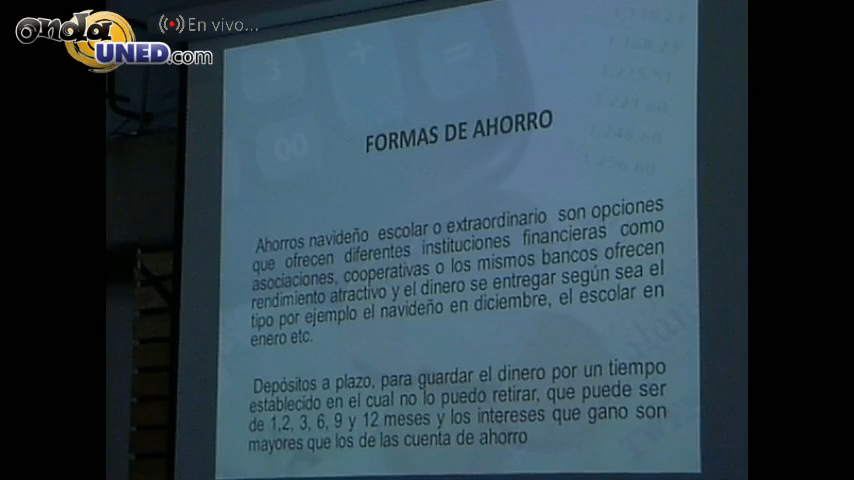 onda
UNED.com
En vivo...
3 + =
00
FORMAS DE AHORRO
Ahorros navideño escolar o extraordinario son opciones
que ofrecen diferentes instituciones financieras como
asociaciones, cooperativas o los mismos bancos ofrecen
rendimiento atractivo y el dinero se entregar según sea el
tipo por ejemplo el navideño en diciembre, el escolar en
enero etc.
Depósitos a plazo, para guardar el dinero por un tiempo
establecido en el cual no lo puedo retirar, que puede ser
de 1,2, 3, 6, 9 y 12 meses y los intereses que gano son
mayores que los de las cuenta de ahorro